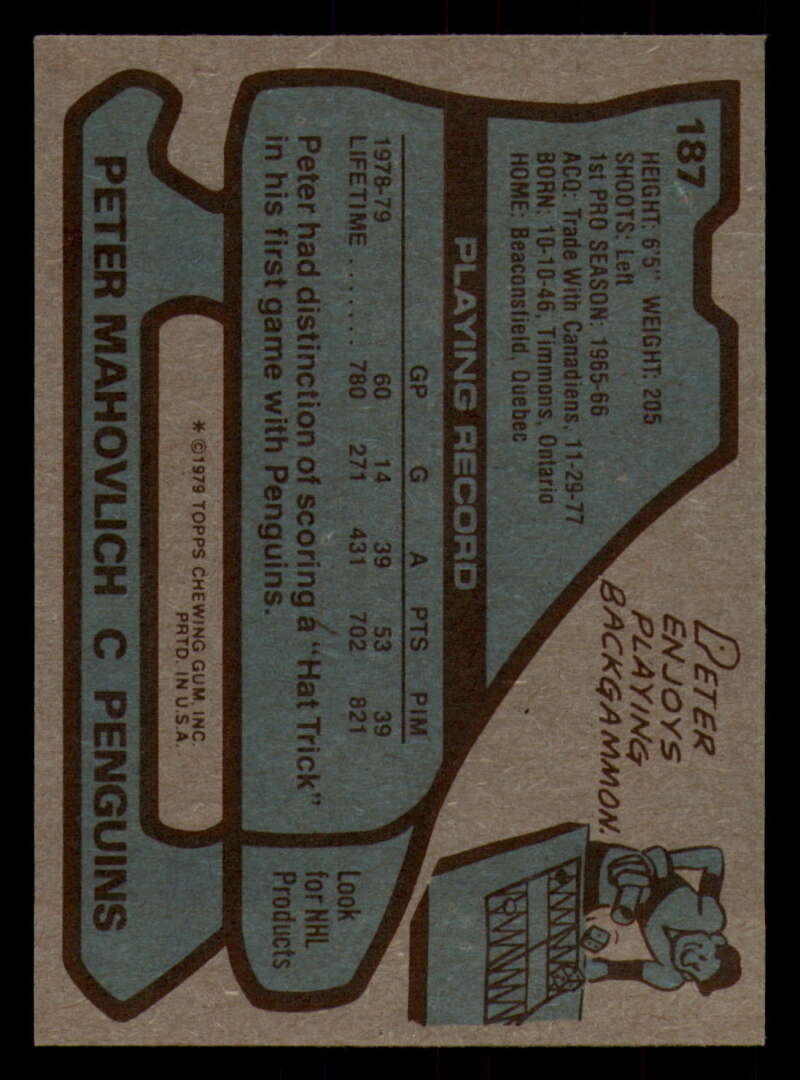 187
HEIGHT: 6'5" WEIGHT: 205
SHOOTS: Left
1st PRO SEASON: 1965-66
ACQ: Trade With Canadiens, 11-29-77
BORN: 10-10-46, Timmons, Ontario
HOME: Beaconsfield, Quebec
PETER
ENJOYS
PLAYING
BACKGAMMON.
PLAYING RECORD
GP G A PTS PIM
1978-79 60 14 39 53 39
LIFETIME ....... 780 271 431 702 821
Peter had distinction of scoring a "Hat Trick"
in his first game with Penguins.
Look
for NHL
Products
* ©1979 TOPPS CHEWING GUM, INC.
PRTD. IN U.S.A.
PETER MAHOVLICH C PENGUINS